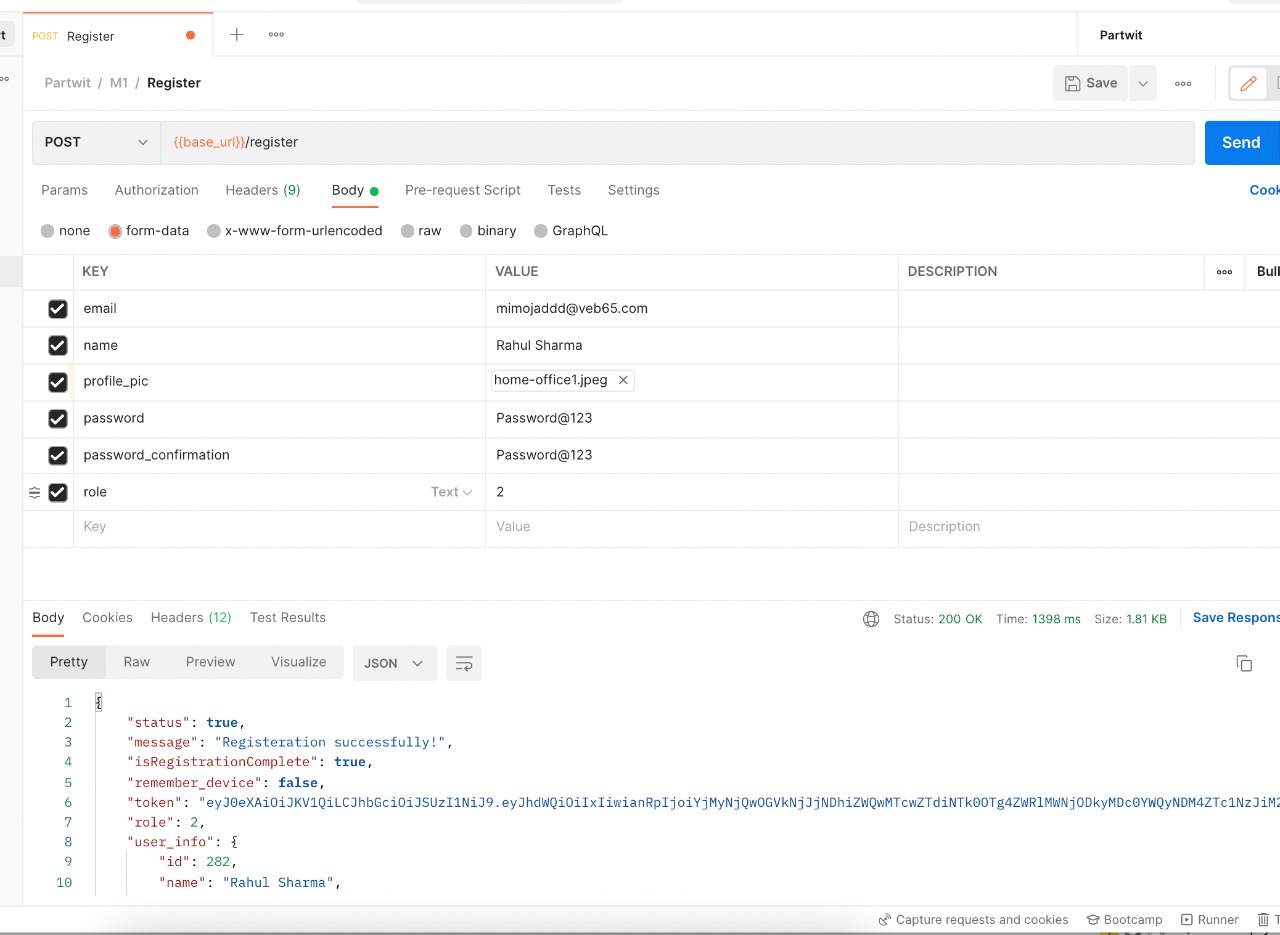 t
POST Register
Partwit
Partwit / M1 / Register
Save
POST
{{base_url}}/register
Send
Params Authorization Headers (9) Body Pre-request Script Tests Settings Cook
none form-data x-www-form-urlencoded raw binary GraphQL
KEY VALUE DESCRIPTION Bulk
email mimojaddd@veb65.com
name Rahul Sharma
profile_pic home-office1.jpeg
password Password@123
password_confirmation Password@123
role Text 2
Key Value Description
Body Cookies Headers (12) Test Results Status: 200 OK Time: 1398 ms Size: 1.81 KB Save Respons
Pretty Raw Preview Visualize JSON
1 {
2 "status": true,
3 "message": "Registeration successfully!",
4 "isRegistrationComplete": true,
5 "remember_device": false,
6 "token": "eyJ0eXAiOiJKV1QiLCJhbGciOiJSUzI1NiJ9.eyJhdWQiOiIxIiwianRpIjoiYjMyNjQwOGVkNjJjNDhiZWQwMTcwZTdiNTk0OTg4ZWRlMWNjODkyMDc0YWQyNDM4ZTc1NzJiM2
7 "role": 2,
8 "user_info": {
9 "id": 282,
10 "name": "Rahul Sharma",
Capture requests and cookies Bootcamp Runner T